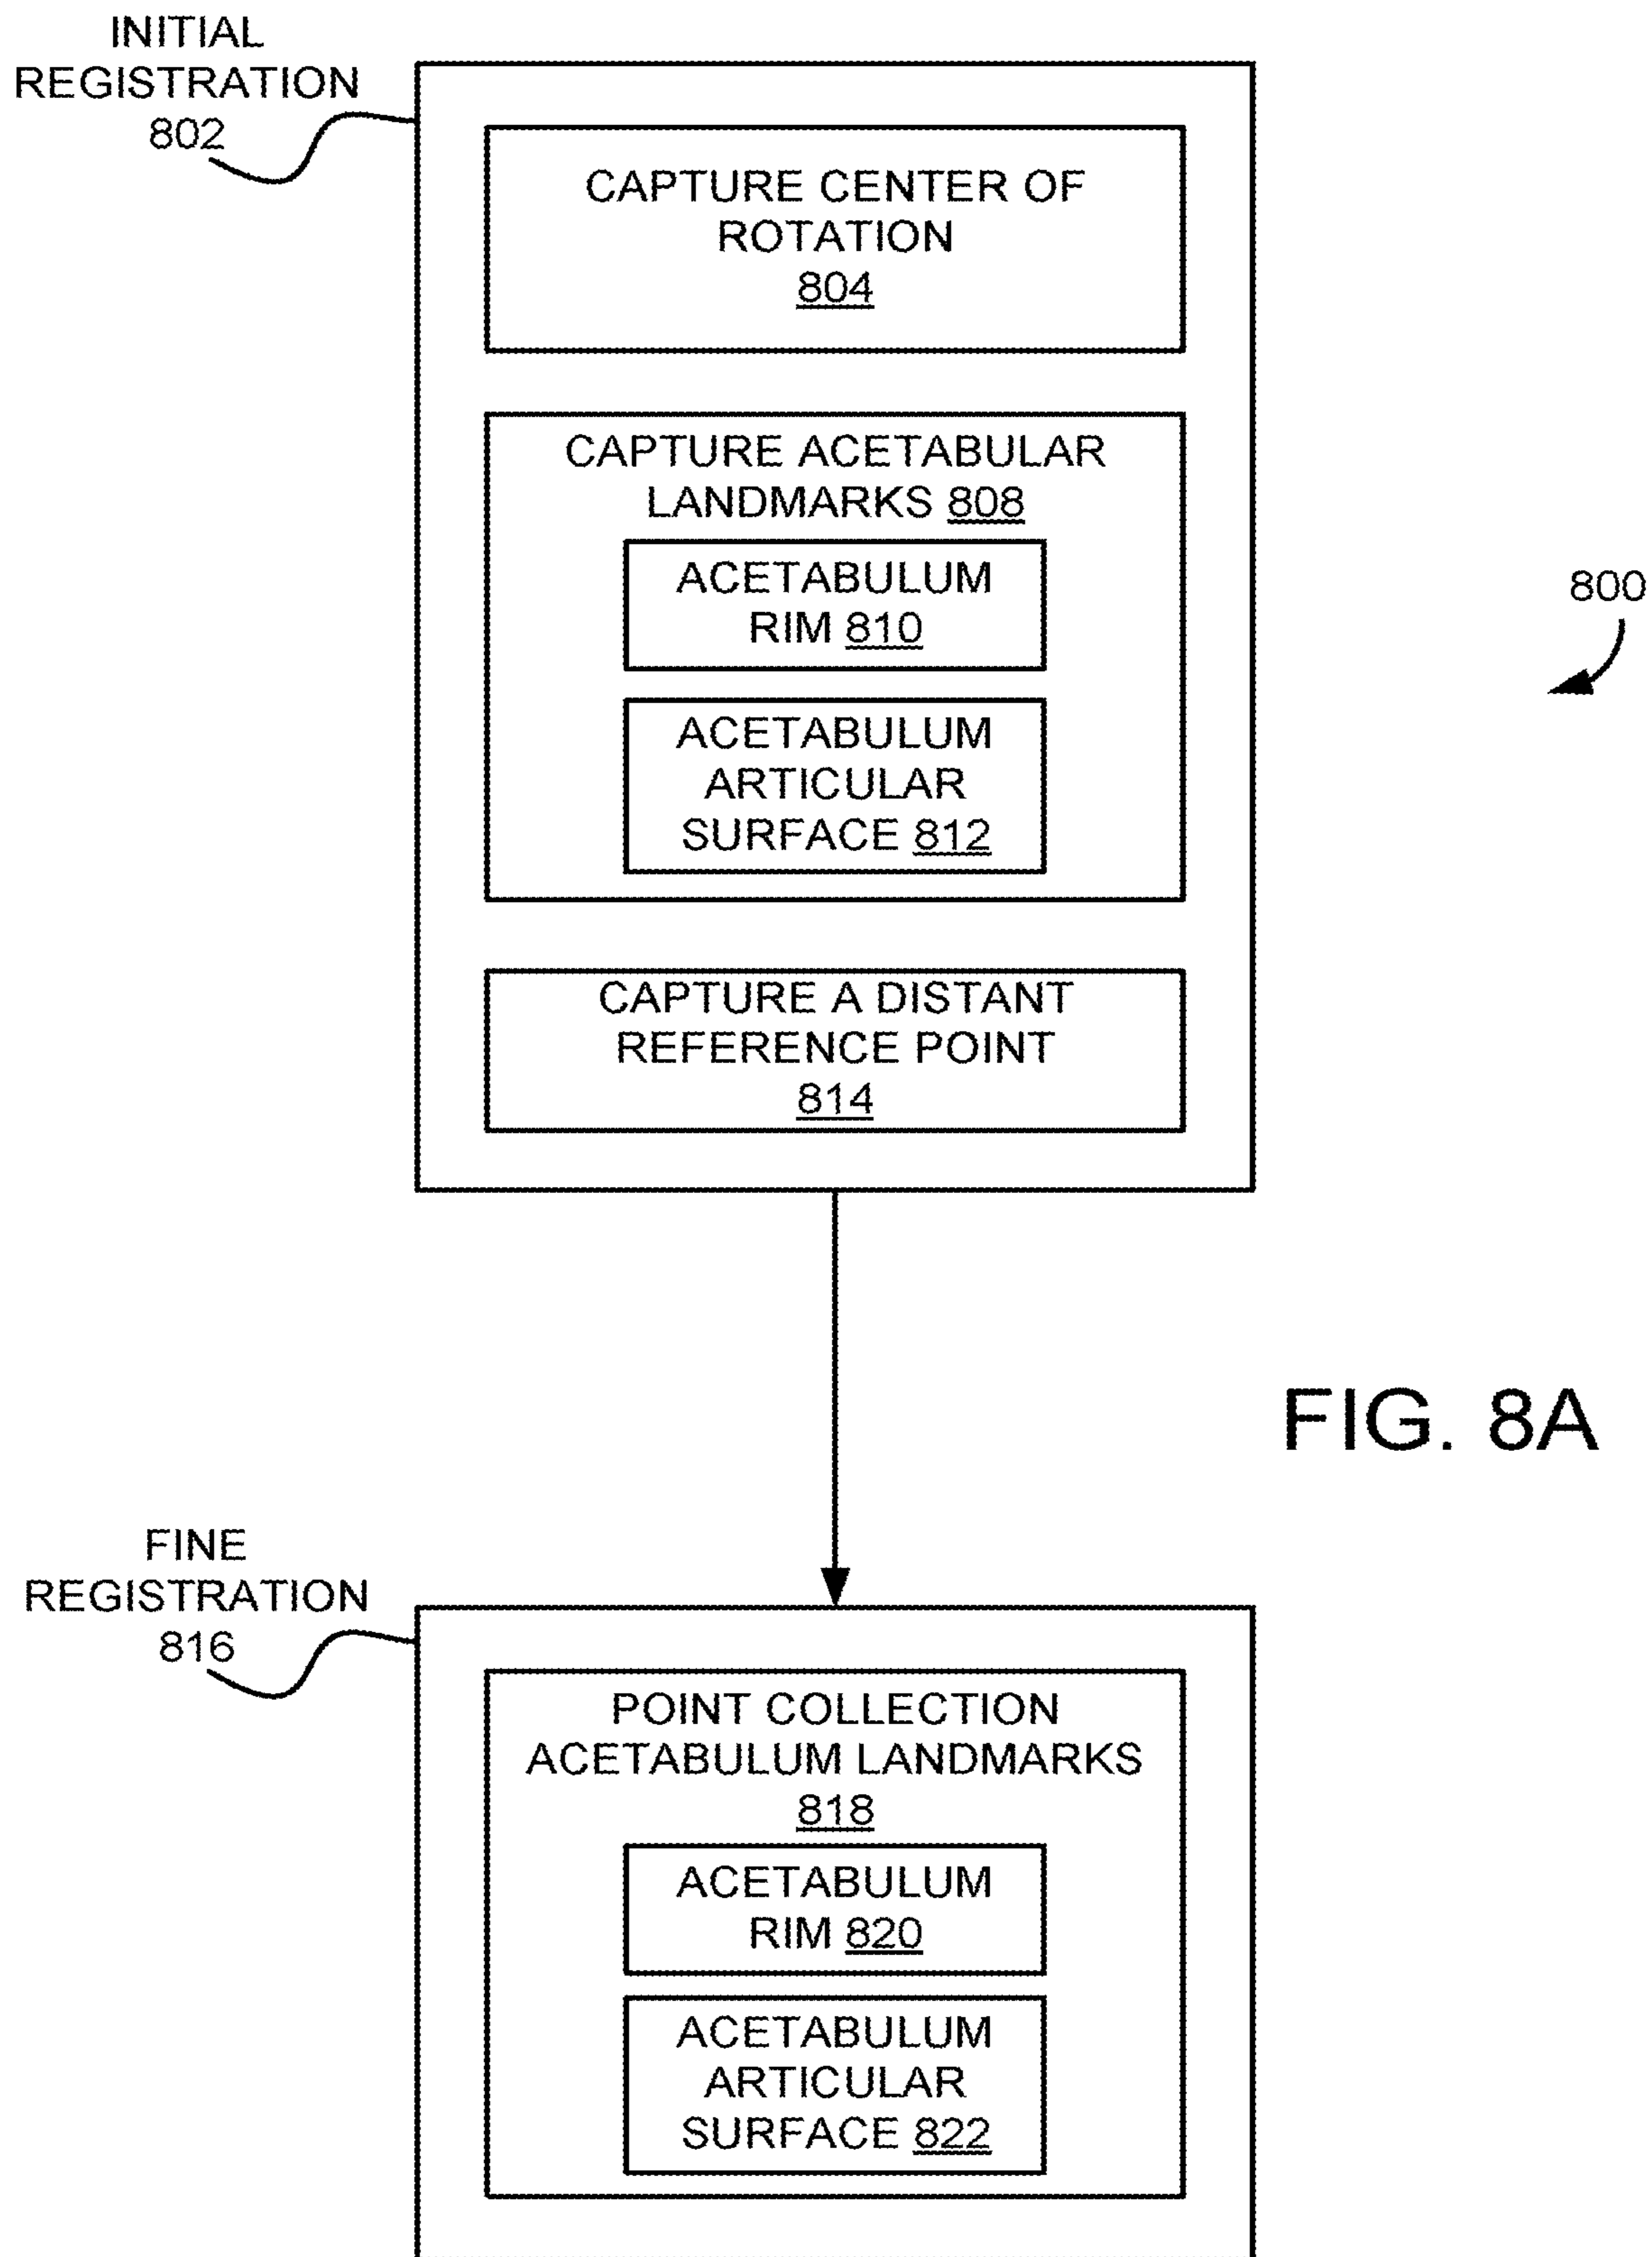 INITIAL
REGISTRATION
802
CAPTURE CENTER OF
ROTATION
804
CAPTURE ACETABULAR
LANDMARKS 808
ACETABULUM
RIM 810
ACETABULUM
ARTICULAR
SURFACE 812
800
CAPTURE A DISTANT
REFERENCE POINT
814
FIG. 8A
FINE
REGISTRATION
816
POINT COLLECTION
ACETABULUM LANDMARKS
818
ACETABULUM
RIM 820
ACETABULUM
ARTICULAR
SURFACE 822